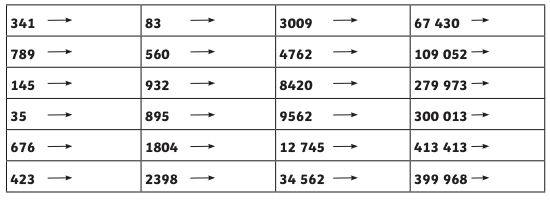 341 → 83 → 3009 → 67 430 →
789 → 560 → 4762 → 109 052 →
145 → 932 → 8420 → 279 973 →
35 → 895 → 9562 → 300 013 →
676 → 1804 → 12 745 → 413 413 →
423 → 2398 → 34 562 → 399 968 →